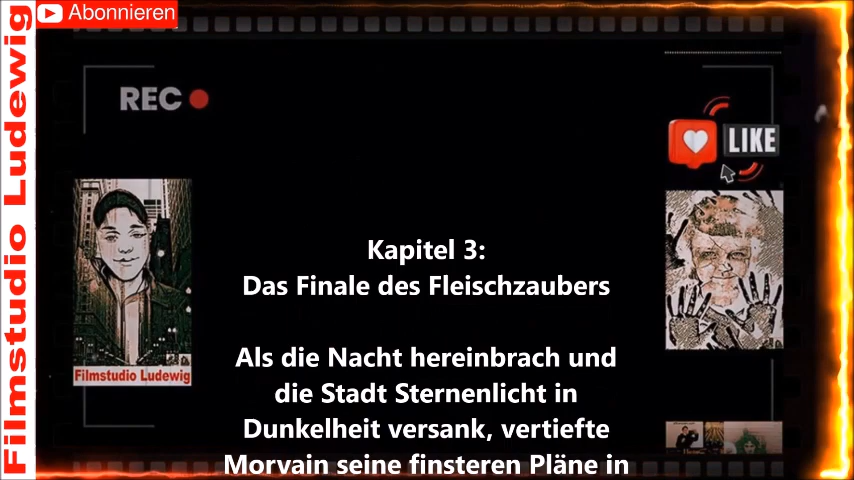 Abonnieren
Filmstudio Ludewig
REC
LIKE
Filmstudio Ludewig
Kapitel 3:
Das Finale des Fleischzaubers
Als die Nacht hereinbrach und
die Stadt Sternenlicht in
Dunkelheit versank, vertiefte
Morvain seine finsteren Pläne in